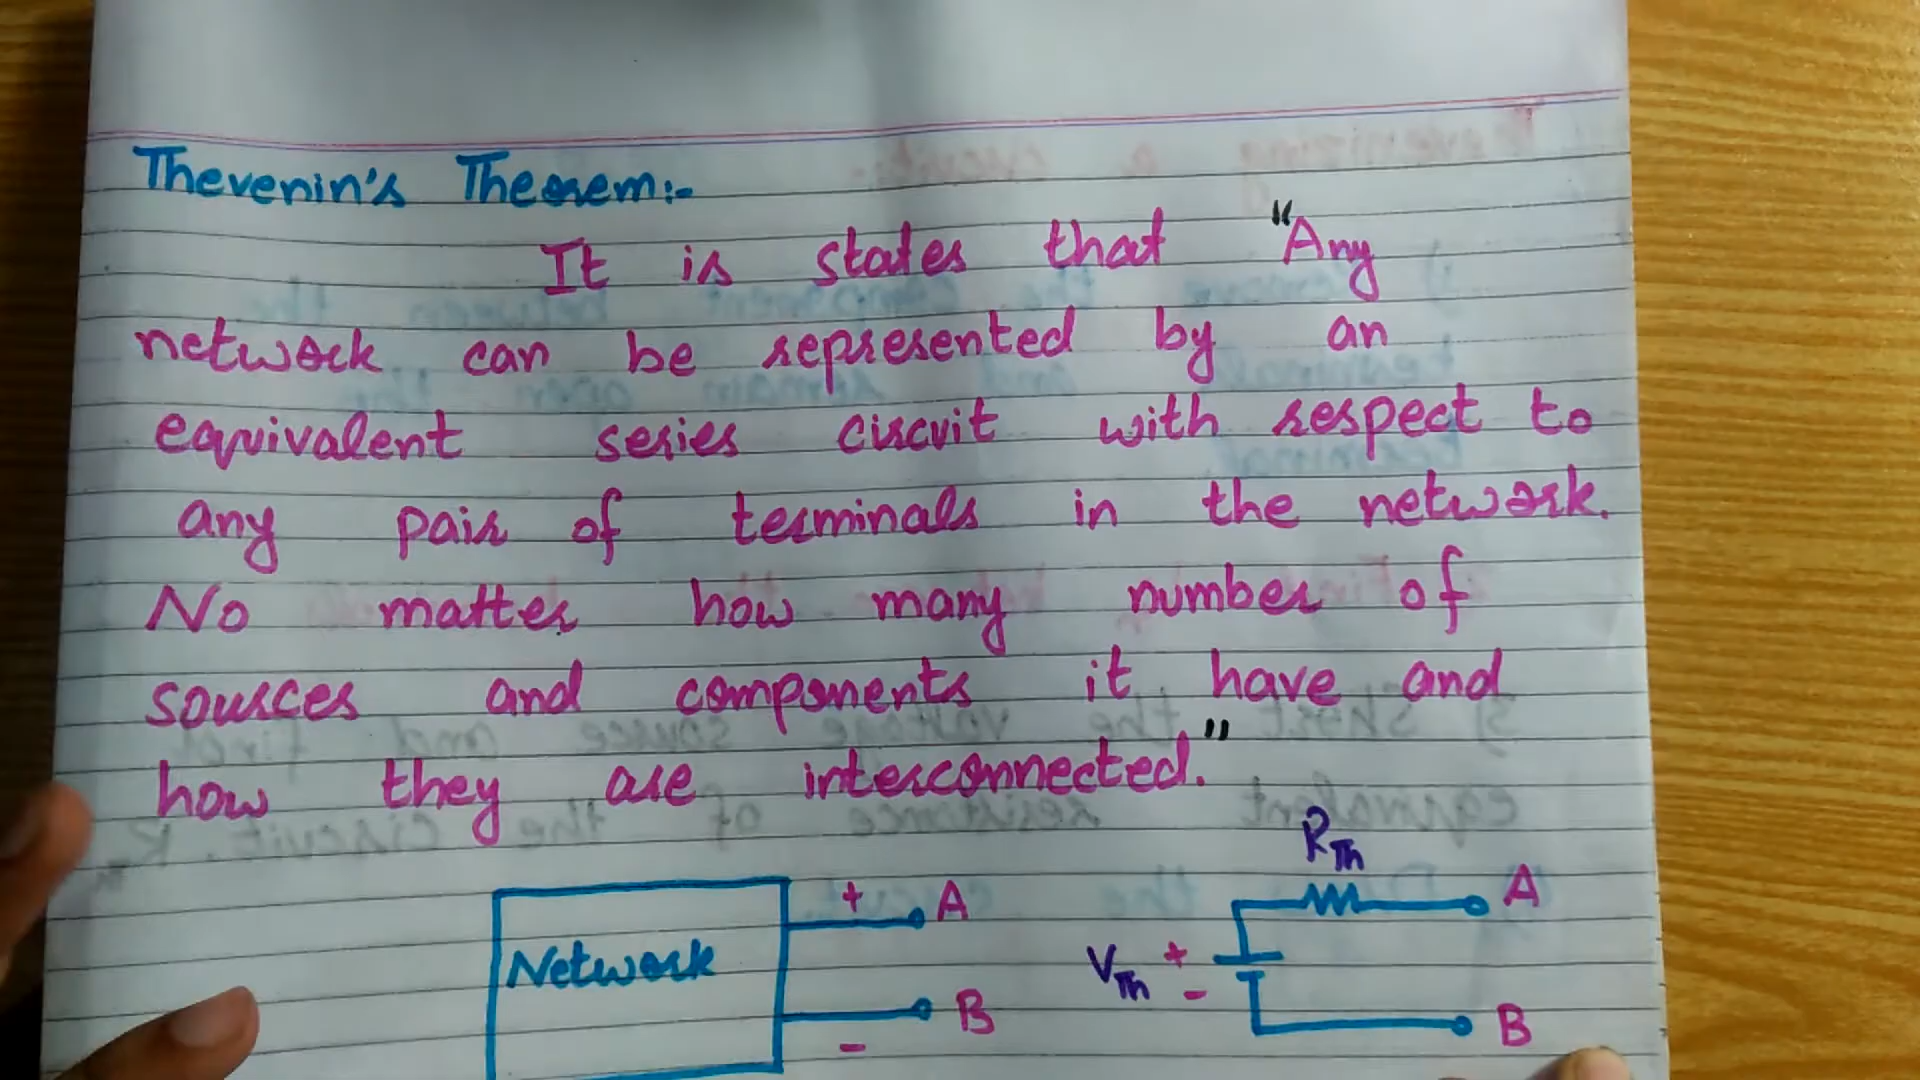 Thevenin's Theorem:-
It is states that "Any
network can be represented by an
equivalent series circuit with respect to
any pair of terminals in the network.
No matter how many number of
sources and components it have and
how they are interconnected."
RTh
+ A
A
Network
VTh + -
B
B
-